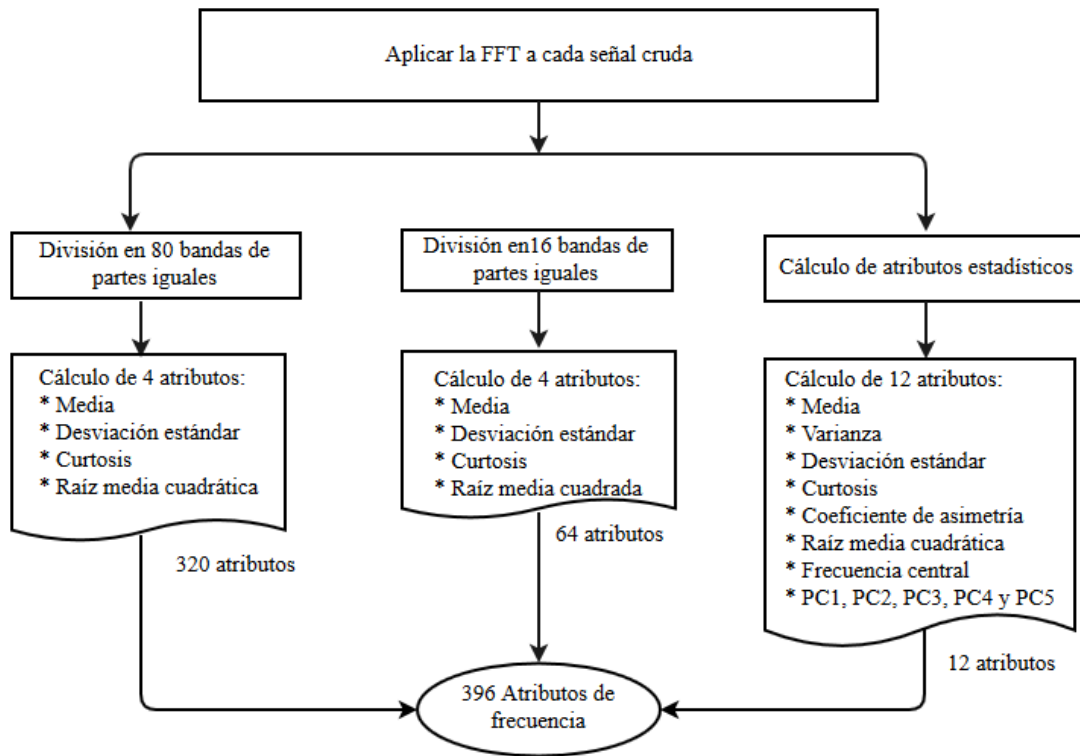 Aplicar la FFT a cada señal cruda
División en 80 bandas de
partes iguales
División en16 bandas de
partes iguales
Cálculo de atributos estadísticos
Cálculo de 4 atributos:
* Media
* Desviación estándar
* Curtosis
* Raíz media cuadrática
320 atributos
Cálculo de 4 atributos:
* Media
* Desviación estándar
* Curtosis
* Raíz media cuadrada
64 atributos
Cálculo de 12 atributos:
* Media
* Varianza
* Desviación estándar
* Curtosis
* Coeficiente de asimetría
* Raíz media cuadrática
* Frecuencia central
* PC1, PC2, PC3, PC4 y PC5
12 atributos
396 Atributos de
frecuencia